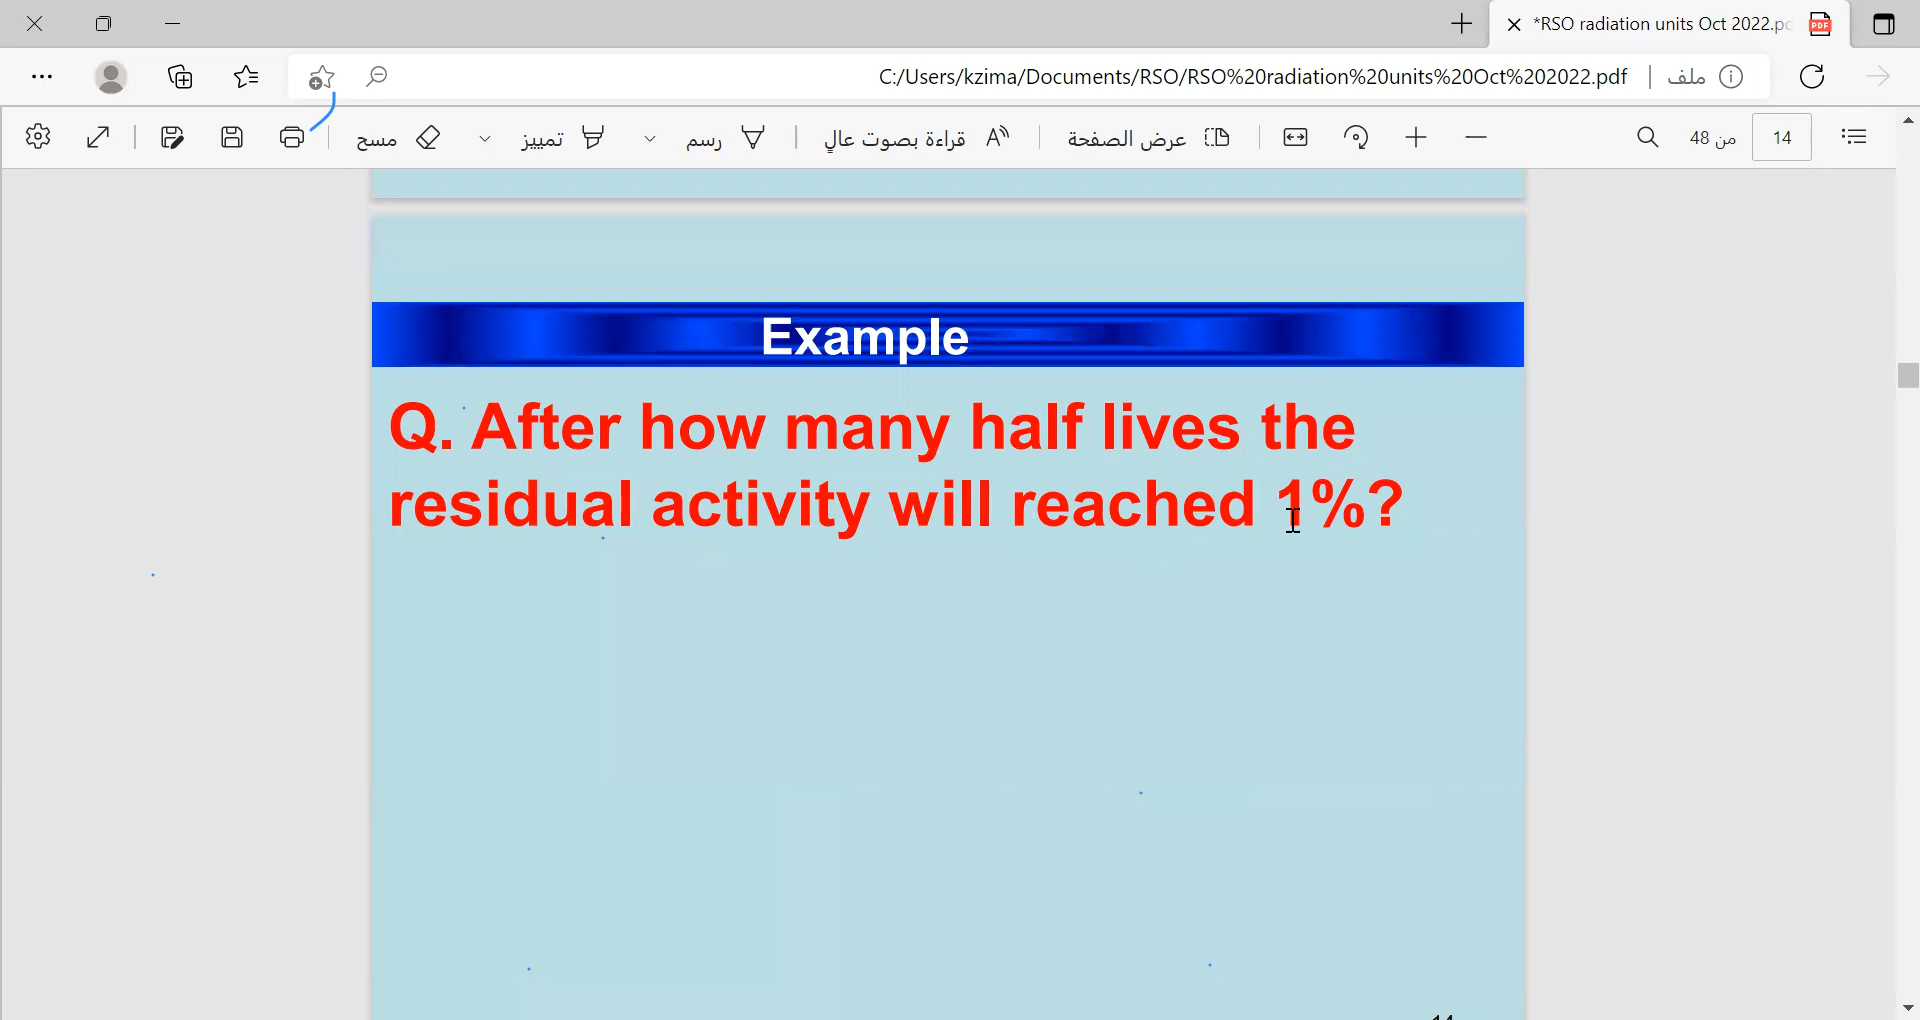 *RSO radiation units Oct 2022.pd
C:/Users/kzima/Documents/RSO/RSO%20radiation%20units%20Oct%202022.pdf
ملف
14
من 48
عرض الصفحة
قراءة بصوت عالٍ
رسم
تمييز
مسح
Example
Q. After how many half lives the
residual activity will reached 1%?
14